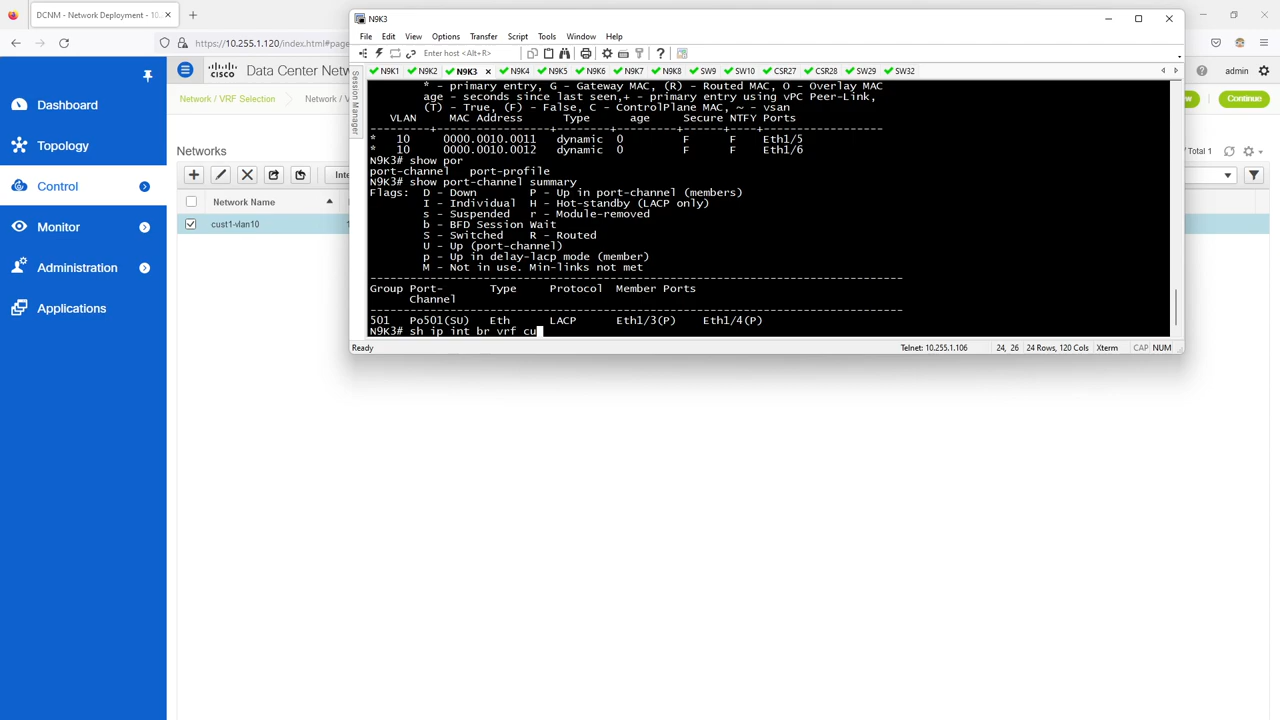 DCNM - Network Deployment - 10.
https://10.255.1.120/index.html#page
CISCO
Data Center Netw
admin
Network / VRF Selection
Network / V
Continue
Dashboard
Topology
Control
Monitor
Administration
Applications
Networks
/ Total 1
Network Name
cust1-vlan10
N9K3
File Edit View Options Transfer Script Tools Window Help
Enter host <Alt+R>
Session Manager
N9K1 N9K2 N9K3 N9K4 N9K5 N9K6 N9K7 N9K8 SW9 SW10 CSR27 CSR28 SW29 SW32
* - primary entry, G - Gateway MAC, (R) - Routed MAC, O - Overlay MAC
age - seconds since last seen,+ - primary entry using vPC Peer-Link,
(T) - True, (F) - False, C - ControlPlane MAC, ~ - vsan
VLAN MAC Address Type age Secure NTFY Ports
---------+-----------------+--------+---------+------+----+------------------
* 10 0000.0010.0011 dynamic 0 F F Eth1/5
* 10 0000.0010.0012 dynamic 0 F F Eth1/6
N9K3# show por
port-channel port-profile
N9K3# show port-channel summary
Flags: D - Down P - Up in port-channel (members)
I - Individual H - Hot-standby (LACP only)
s - Suspended r - Module-removed
b - BFD Session Wait
S - Switched R - Routed
U - Up (port-channel)
p - Up in delay-lacp mode (member)
M - Not in use. Min-links not met
--------------------------------------------------------------------------------
Group Port- Type Protocol Member Ports
Channel
--------------------------------------------------------------------------------
501 Po501(SU) Eth LACP Eth1/3(P) Eth1/4(P)
N9K3# sh ip int br vrf cu
Ready
Telnet: 10.255.1.106 24, 26 24 Rows, 120 Cols Xterm CAP NUM